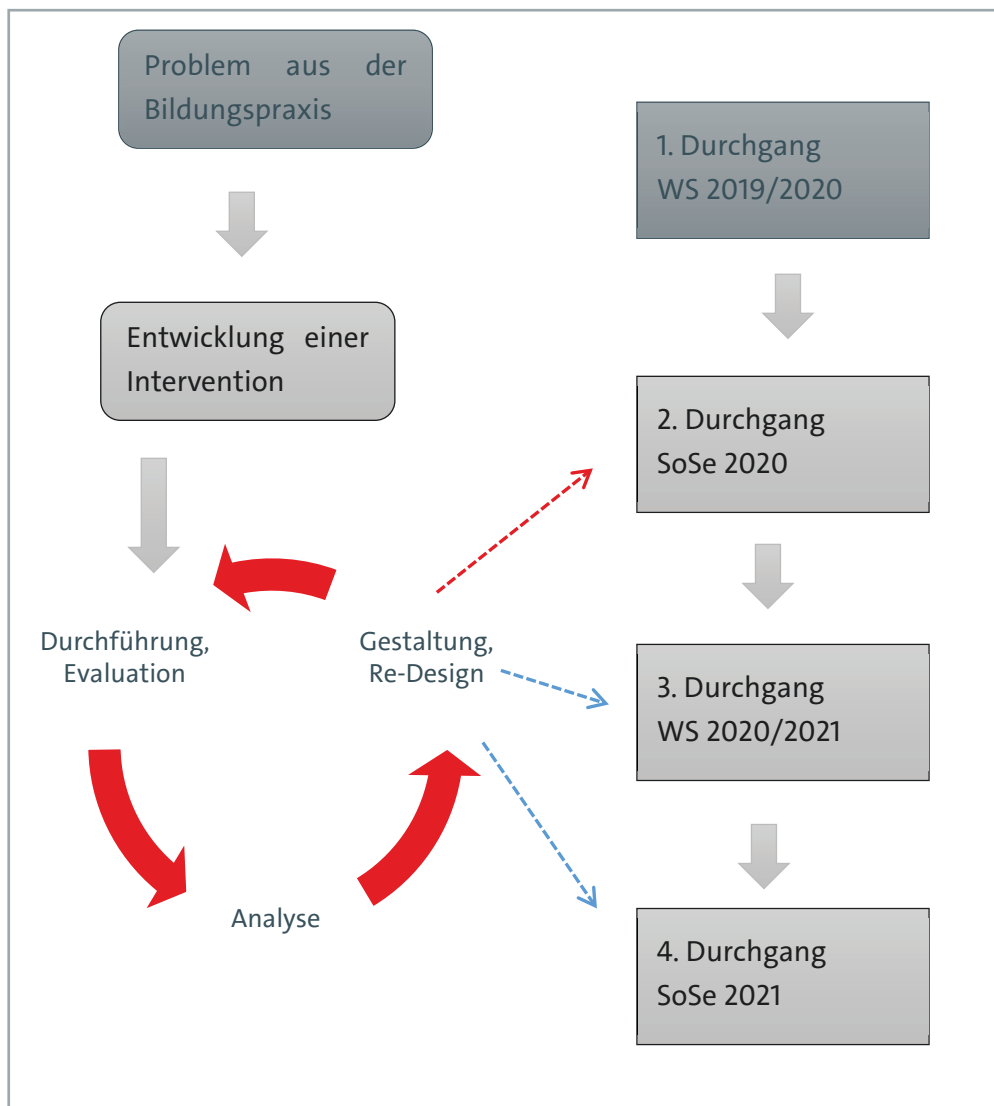 Problem aus der
Bildungspraxis
Entwicklung einer
Intervention
Durchführung,
Evaluation
Gestaltung,
Re-Design
Analyse
1. Durchgang
WS 2019/2020
2. Durchgang
SoSe 2020
3. Durchgang
WS 2020/2021
4. Durchgang
SoSe 2021